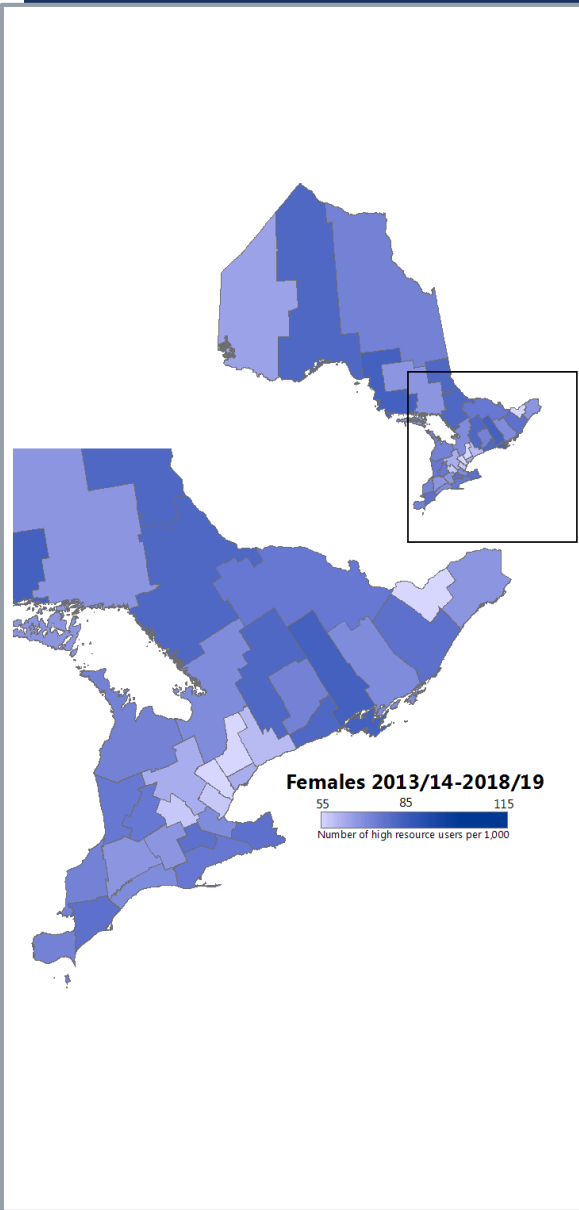 Females 2013/14-2018/19
55 85 115
Number of high resource users per 1,000